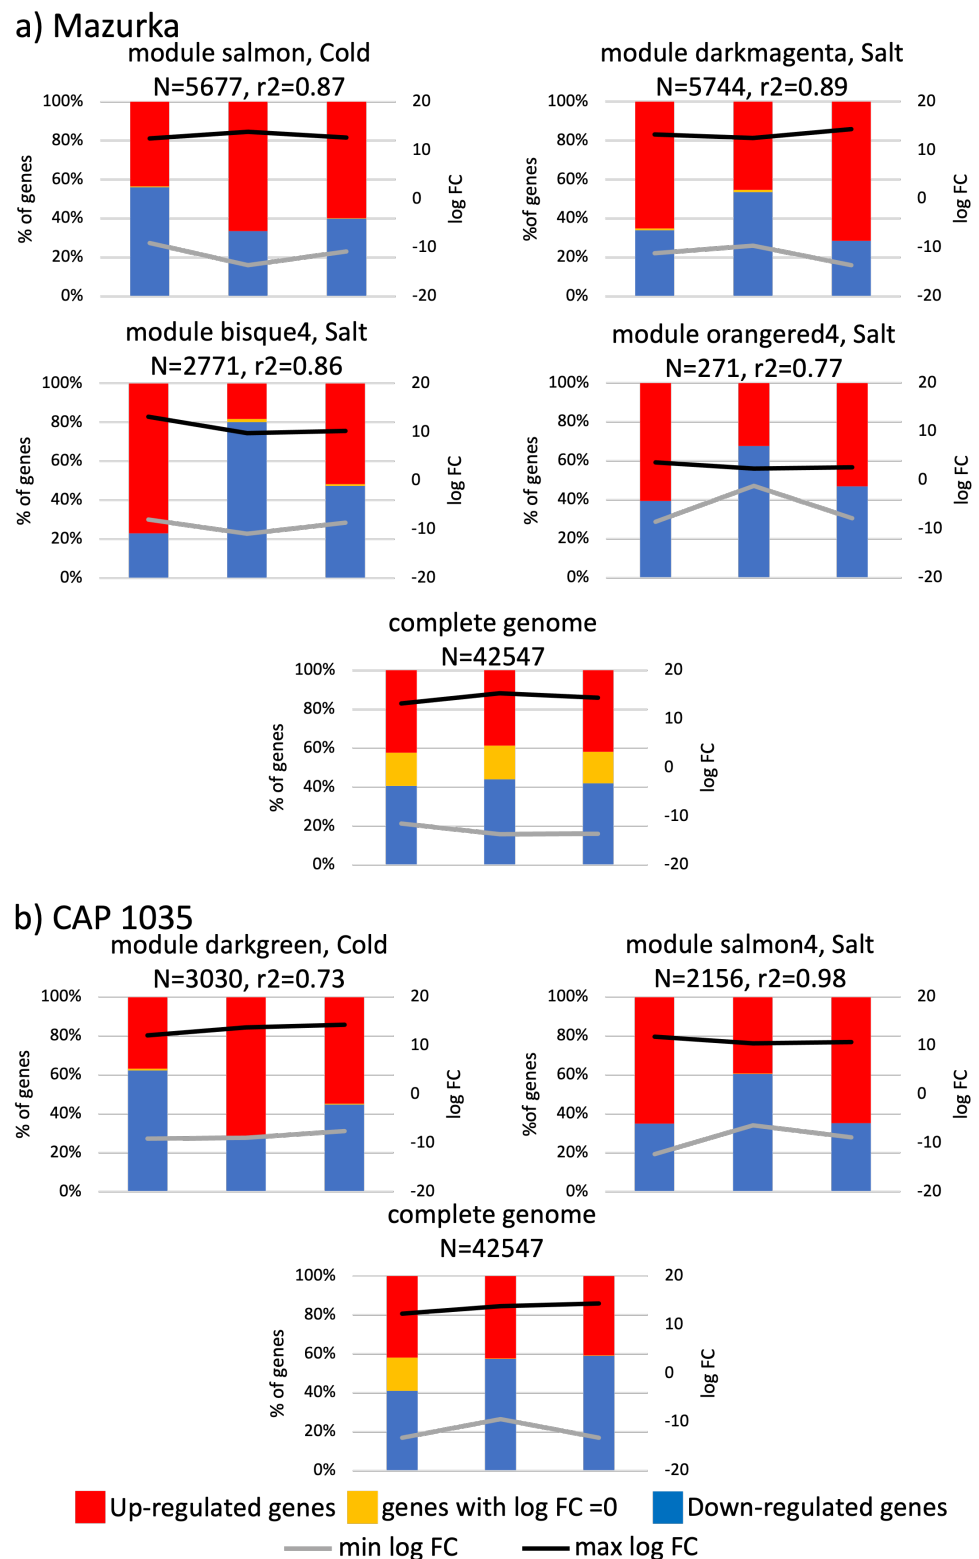 a) Mazurka
module salmon, Cold
N=5677, r2=0.87
100%
80%
60%
40%
20%
0%
% of genes
20
10
0
-10
-20
log FC
module darkmagenta, Salt
N=5744, r2=0.89
100%
80%
60%
40%
20%
0%
%of genes
20
10
0
-10
-20
log FC
module bisque4, Salt
N=2771, r2=0.86
100%
80%
60%
40%
20%
0%
% of genes
20
10
0
-10
-20
log FC
module orangered4, Salt
N=271, r2=0.77
100%
80%
60%
40%
20%
0%
% of genes
20
10
0
-10
-20
log FC
complete genome
N=42547
100%
80%
60%
40%
20%
0%
% of genes
20
10
0
-10
-20
log FC
b) CAP 1035
module darkgreen, Cold
N=3030, r2=0.73
100%
80%
60%
40%
20%
0%
% of genes
20
10
0
-10
-20
log FC
module salmon4, Salt
N=2156, r2=0.98
100%
80%
60%
40%
20%
0%
%of genes
20
10
0
-10
-20
log FC
complete genome
N=42547
100%
80%
60%
40%
20%
0%
% of genes
20
10
0
-10
-20
log FC
Up-regulated genes
genes with log FC =0
Down-regulated genes
min log FC
max log FC